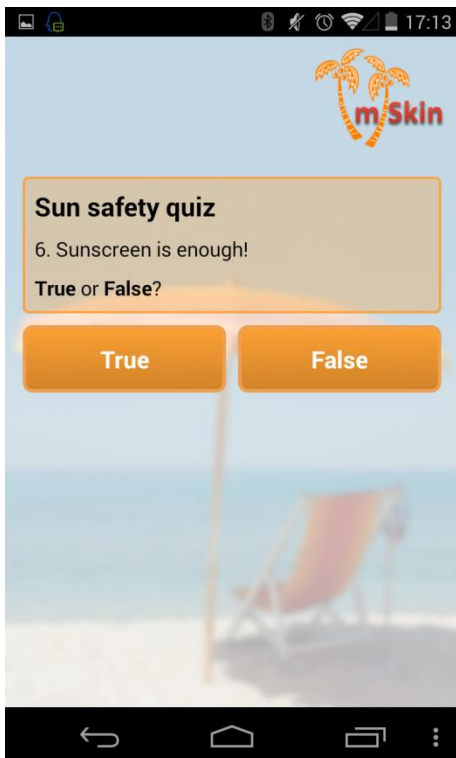 17:13
mSkin
Sun safety quiz
6. Sunscreen is enough!
True or False?
True
False